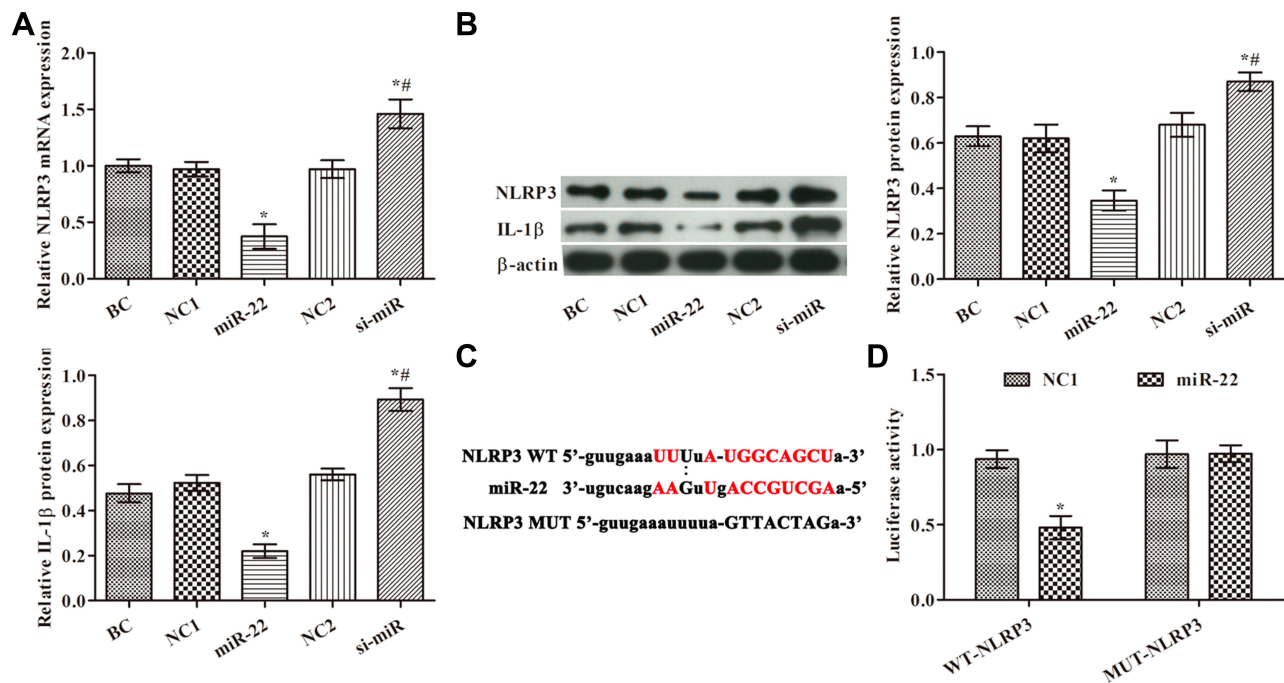 A
Relative NLRP3 mRNA expression
2.0
1.5
1.0
0.5
0.0
*
*#
BC
NC1
miR-22
NC2
si-miR
B
NLRP3
IL-1β
β-actin
BC
NC1
miR-22
NC2
si-miR
Relative NLRP3 protein expression
1.0
0.8
0.6
0.4
0.2
0.0
*
*#
BC
NC1
miR-22
NC2
si-miR
Relative IL-1β protein expression
1.0
0.8
0.6
0.4
0.2
0.0
*
*#
BC
NC1
miR-22
NC2
si-miR
C
NLRP3 WT 5’-guugaaaUUUuA-UGGCAGCUa-3’
miR-22 3’-ugucaagAAGuUgACCGUCGAa-5’
NLRP3 MUT 5’-guugaaauuuua-GTTACTAGa-3’
D
Luciferase activity
1.5
1.0
0.5
0.0
NC1
miR-22
*
WT-NLRP3
MUT-NLRP3